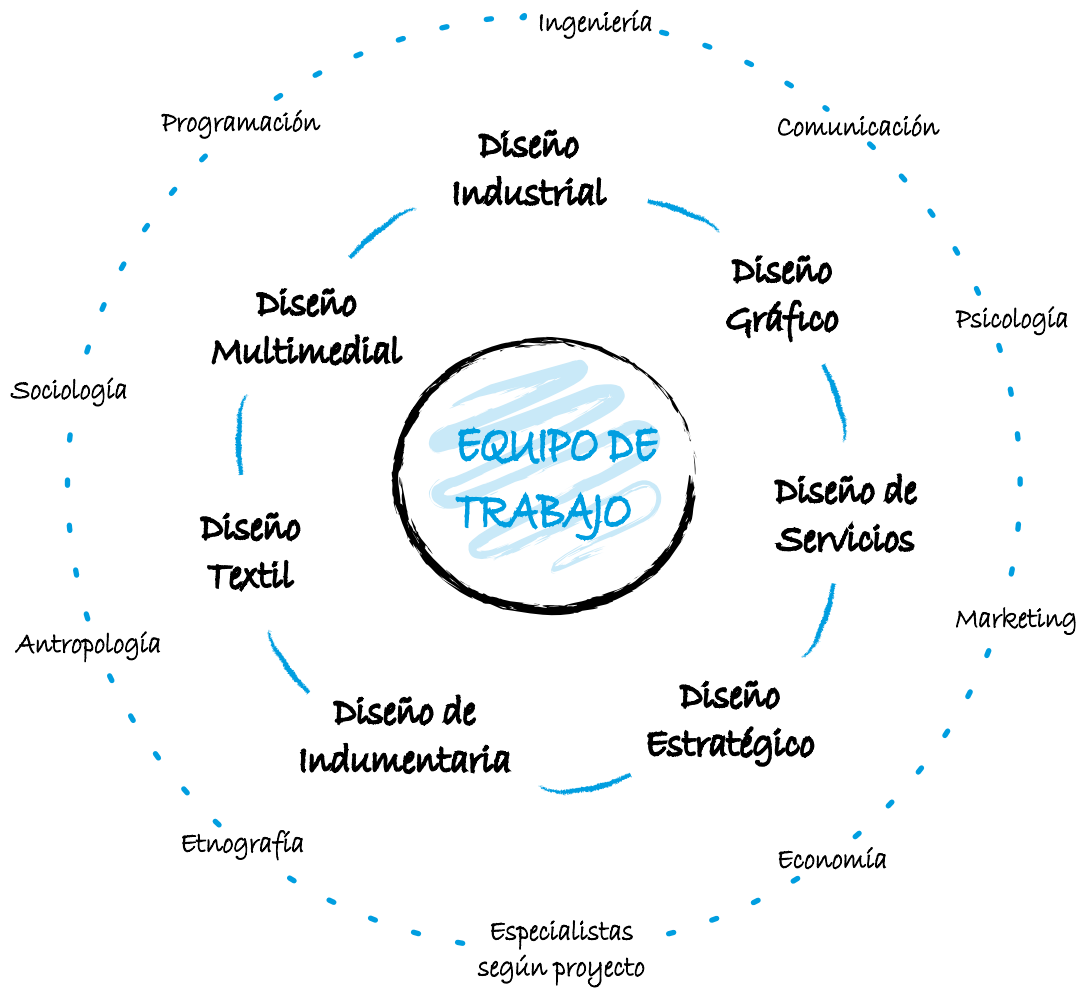 Ingeniería
Programación
Comunicación
Diseño
Industrial
Diseño
Gráfico
Diseño
Multimedial
Psicología
Sociología
EQUIPO DE
TRABAJO
Diseño de
Servicios
Diseño
Textil
Marketing
Antropología
Diseño
Estratégico
Diseño de
Indumentaria
Etnografía
Economía
Especialistas
según proyecto